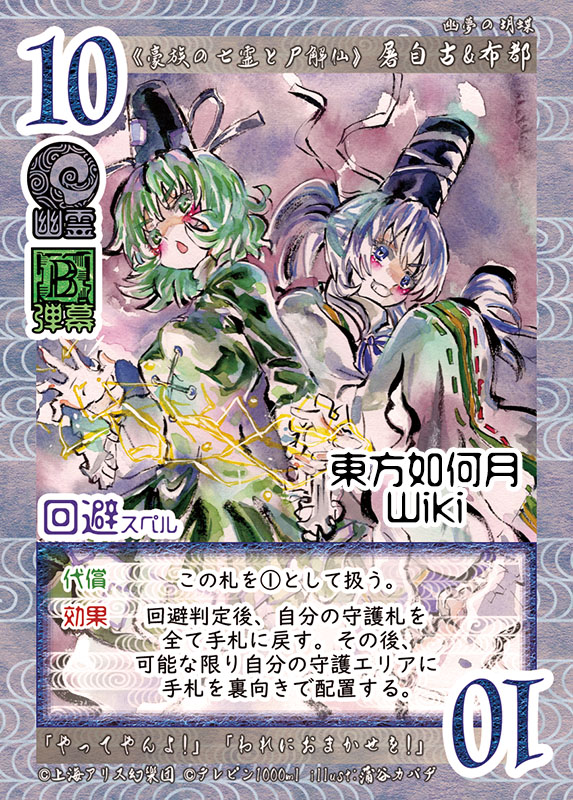 幽夢の胡蝶
10
《豪族の亡霊と尸解仙》 屠自古&布都
幽霊
B
弾幕
東方如何月
Wiki
回避スペル
代償 この札を①として扱う。
効果 回避判定後、自分の守護札を
全て手札に戻す。その後、
可能な限り自分の守護エリアに
手札を裏向きで配置する。
10
「やってやんよ!」「われにおまかせを!」
©上海アリス幻樂団 ©テレピン1000ml illust:蒲谷カバヂ